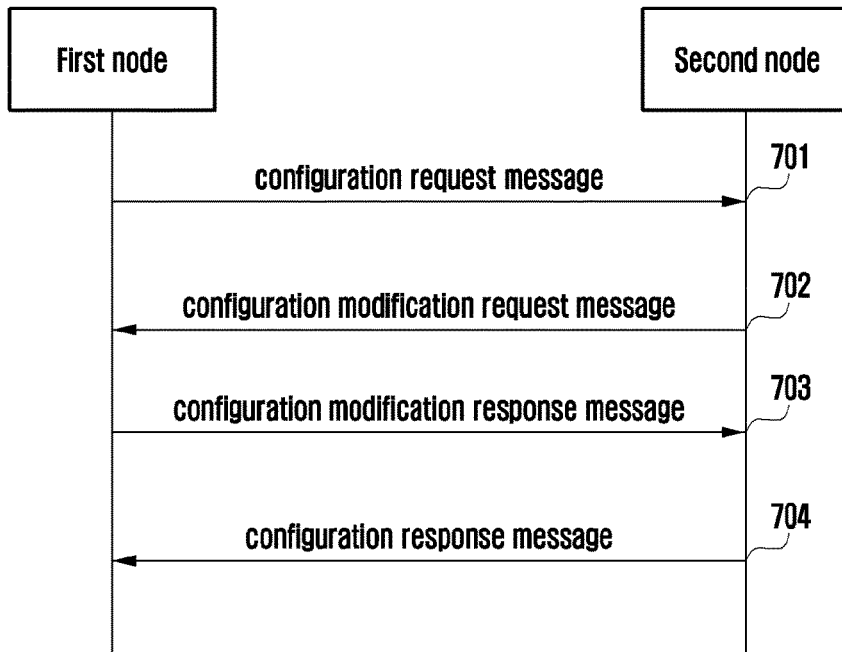 First node
Second node
701
configuration request message
702
configuration modification request message
703
configuration modification response message
704
configuration response message